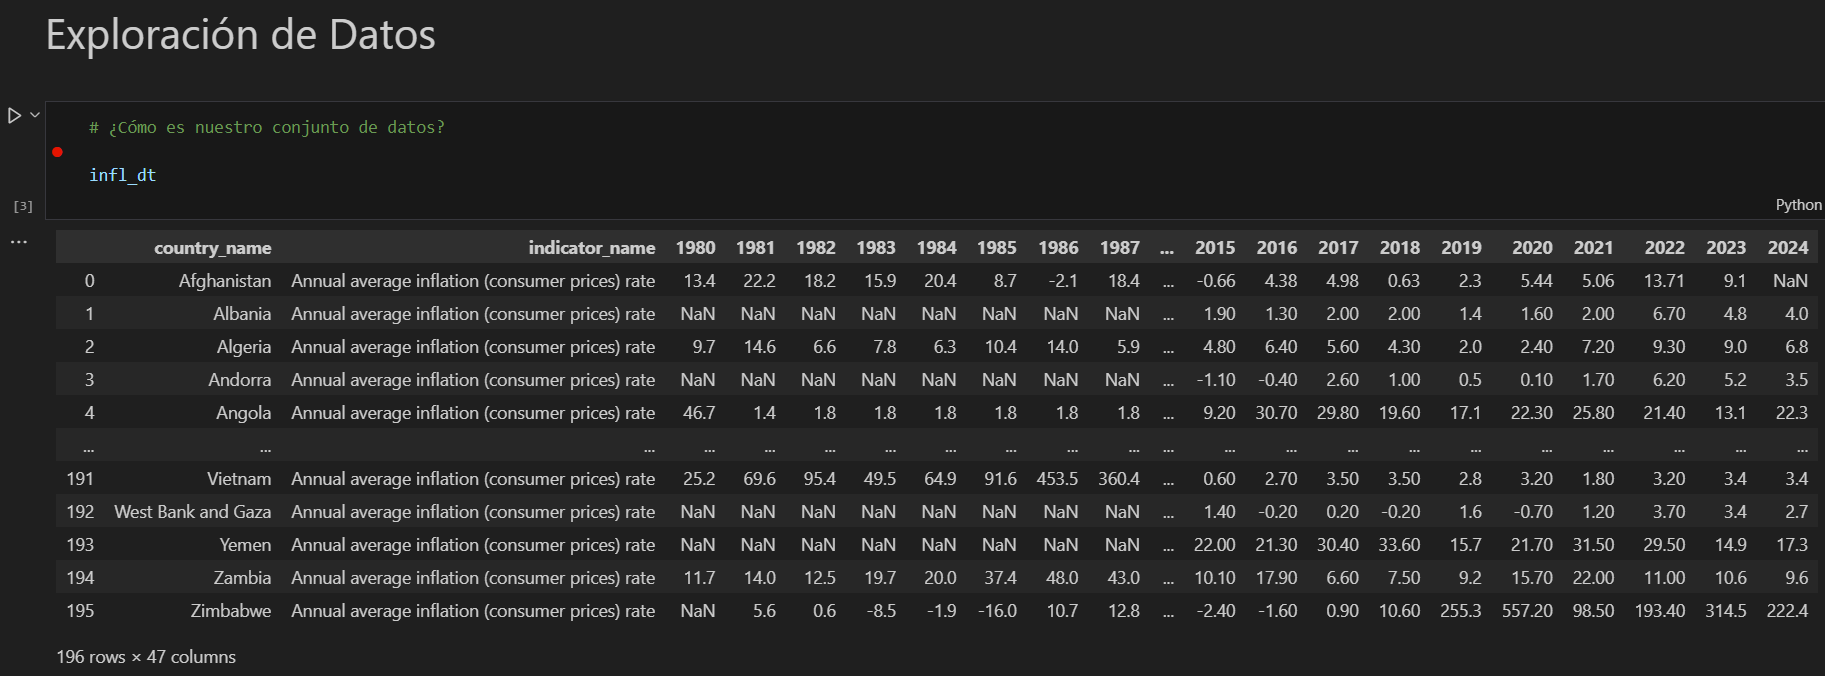 Exploración de Datos
# ¿Cómo es nuestro conjunto de datos?
infl_dt
[3]
Python
...
country_name indicator_name 1980 1981 1982 1983 1984 1985 1986 1987 ... 2015 2016 2017 2018 2019 2020 2021 2022 2023 2024
0 Afghanistan Annual average inflation (consumer prices) rate 13.4 22.2 18.2 15.9 20.4 8.7 -2.1 18.4 ... -0.66 4.38 4.98 0.63 2.3 5.44 5.06 13.71 9.1 NaN
1 Albania Annual average inflation (consumer prices) rate NaN NaN NaN NaN NaN NaN NaN NaN ... 1.90 1.30 2.00 2.00 1.4 1.60 2.00 6.70 4.8 4.0
2 Algeria Annual average inflation (consumer prices) rate 9.7 14.6 6.6 7.8 6.3 10.4 14.0 5.9 ... 4.80 6.40 5.60 4.30 2.0 2.40 7.20 9.30 9.0 6.8
3 Andorra Annual average inflation (consumer prices) rate NaN NaN NaN NaN NaN NaN NaN NaN ... -1.10 -0.40 2.60 1.00 0.5 0.10 1.70 6.20 5.2 3.5
4 Angola Annual average inflation (consumer prices) rate 46.7 1.4 1.8 1.8 1.8 1.8 1.8 1.8 ... 9.20 30.70 29.80 19.60 17.1 22.30 25.80 21.40 13.1 22.3
... ... ... ... ... ... ... ... ... ... ... ... ... ... ... ... ... ... ... ... ... ...
191 Vietnam Annual average inflation (consumer prices) rate 25.2 69.6 95.4 49.5 64.9 91.6 453.5 360.4 ... 0.60 2.70 3.50 3.50 2.8 3.20 1.80 3.20 3.4 3.4
192 West Bank and Gaza Annual average inflation (consumer prices) rate NaN NaN NaN NaN NaN NaN NaN NaN ... 1.40 -0.20 0.20 -0.20 1.6 -0.70 1.20 3.70 3.4 2.7
193 Yemen Annual average inflation (consumer prices) rate NaN NaN NaN NaN NaN NaN NaN NaN ... 22.00 21.30 30.40 33.60 15.7 21.70 31.50 29.50 14.9 17.3
194 Zambia Annual average inflation (consumer prices) rate 11.7 14.0 12.5 19.7 20.0 37.4 48.0 43.0 ... 10.10 17.90 6.60 7.50 9.2 15.70 22.00 11.00 10.6 9.6
195 Zimbabwe Annual average inflation (consumer prices) rate NaN 5.6 0.6 -8.5 -1.9 -16.0 10.7 12.8 ... -2.40 -1.60 0.90 10.60 255.3 557.20 98.50 193.40 314.5 222.4
196 rows × 47 columns